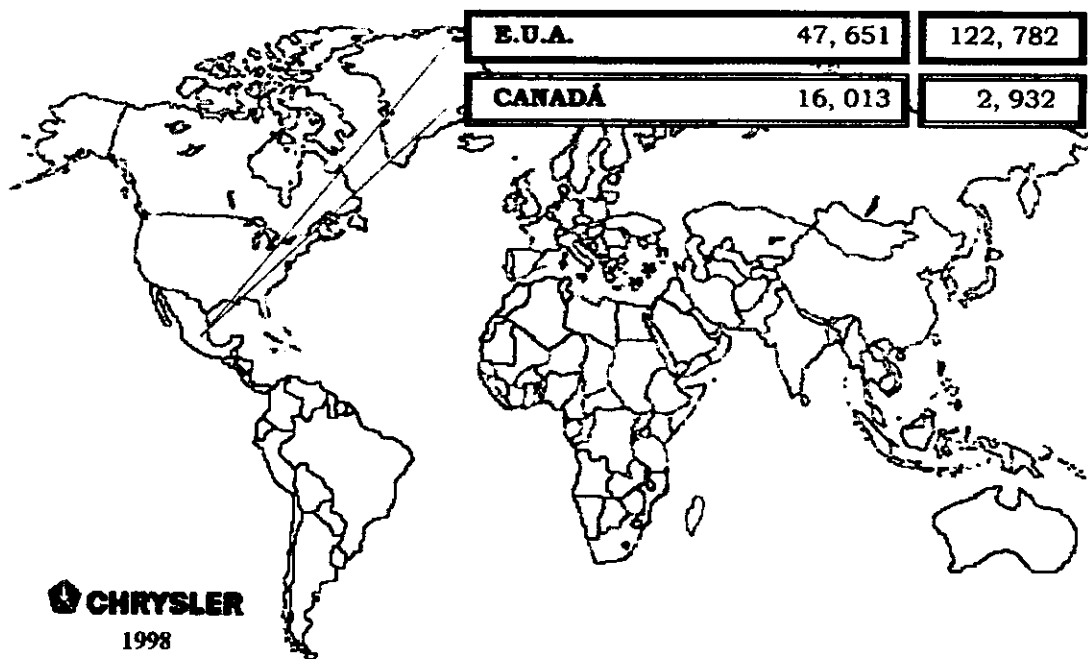 E.U.A. 47, 651 122, 782
CANADÁ 16, 013 2, 932
CHRYSLER
1998